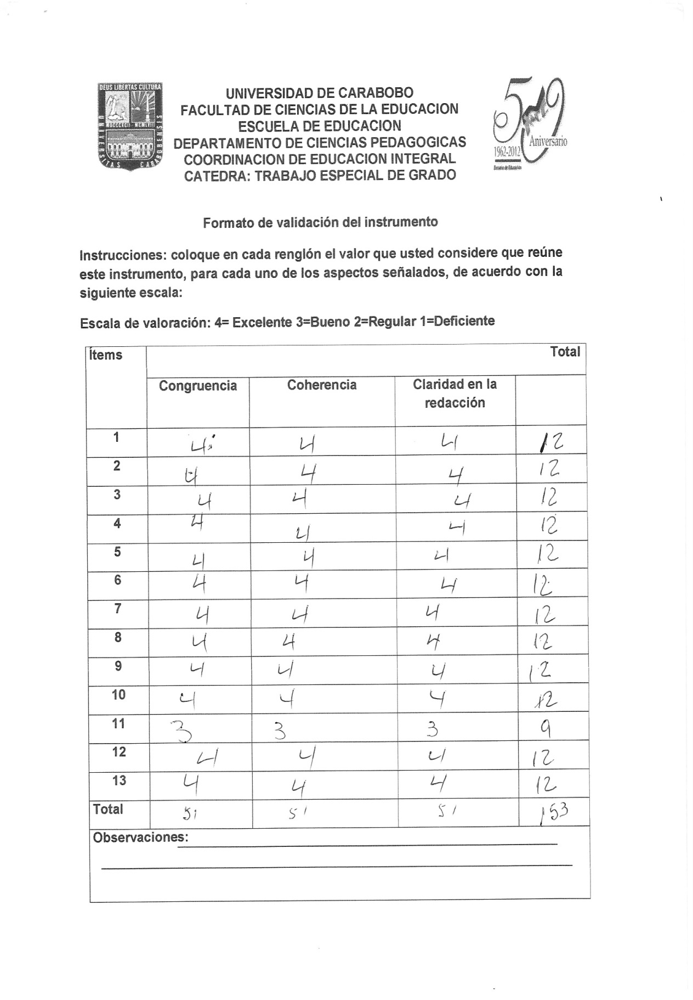 DEUS LIBERTAS CULTURA
MDCCCXCII MCMLVIII
UNIVERSITAS CARABOBENSIS
UNIVERSIDAD DE CARABOBO
FACULTAD DE CIENCIAS DE LA EDUCACION
ESCUELA DE EDUCACION
DEPARTAMENTO DE CIENCIAS PEDAGOGICAS
COORDINACION DE EDUCACION INTEGRAL
CATEDRA: TRABAJO ESPECIAL DE GRADO
50
Aniversario
1962-2012
Escuela de Educación
Formato de validación del instrumento
Instrucciones: coloque en cada renglón el valor que usted considere que reúne
este instrumento, para cada uno de los aspectos señalados, de acuerdo con la
siguiente escala:
Escala de valoración: 4= Excelente 3=Bueno 2=Regular 1=Deficiente
Ítems Total
Congruencia Coherencia Claridad en la
redacción
1 4 4 4 12
2 4 4 4 12
3 4 4 4 12
4 4 4 4 12
5 4 4 4 12
6 4 4 4 12
7 4 4 4 12
8 4 4 4 12
9 4 4 4 12
10 4 4 4 12
11 3 3 3 9
12 4 4 4 12
13 4 4 4 12
Total 51 51 51 153
Observaciones: